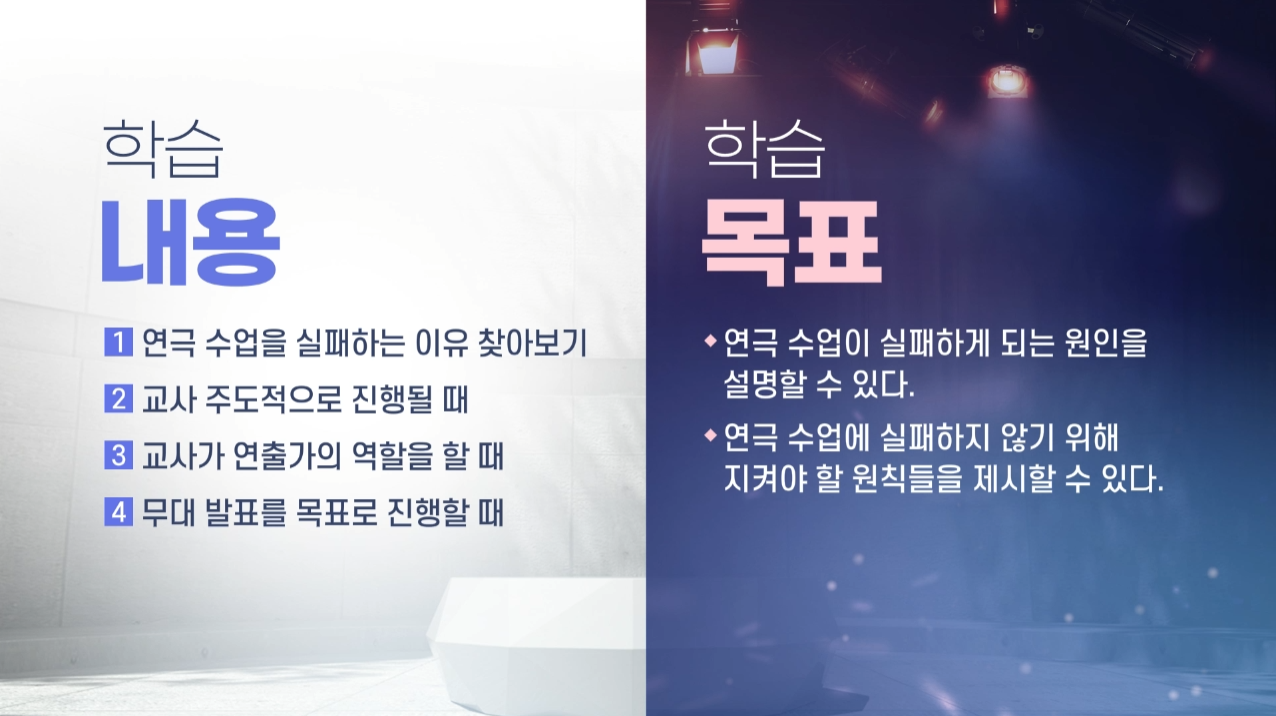 학습
내용
1 연극 수업을 실패하는 이유 찾아보기
2 교사 주도적으로 진행될 때
3 교사가 연출가의 역할을 할 때
4 무대 발표를 목표로 진행할 때
학습
목표
◆ 연극 수업이 실패하게 되는 원인을
설명할 수 있다.
◆ 연극 수업에 실패하지 않기 위해
지켜야 할 원칙들을 제시할 수 있다.